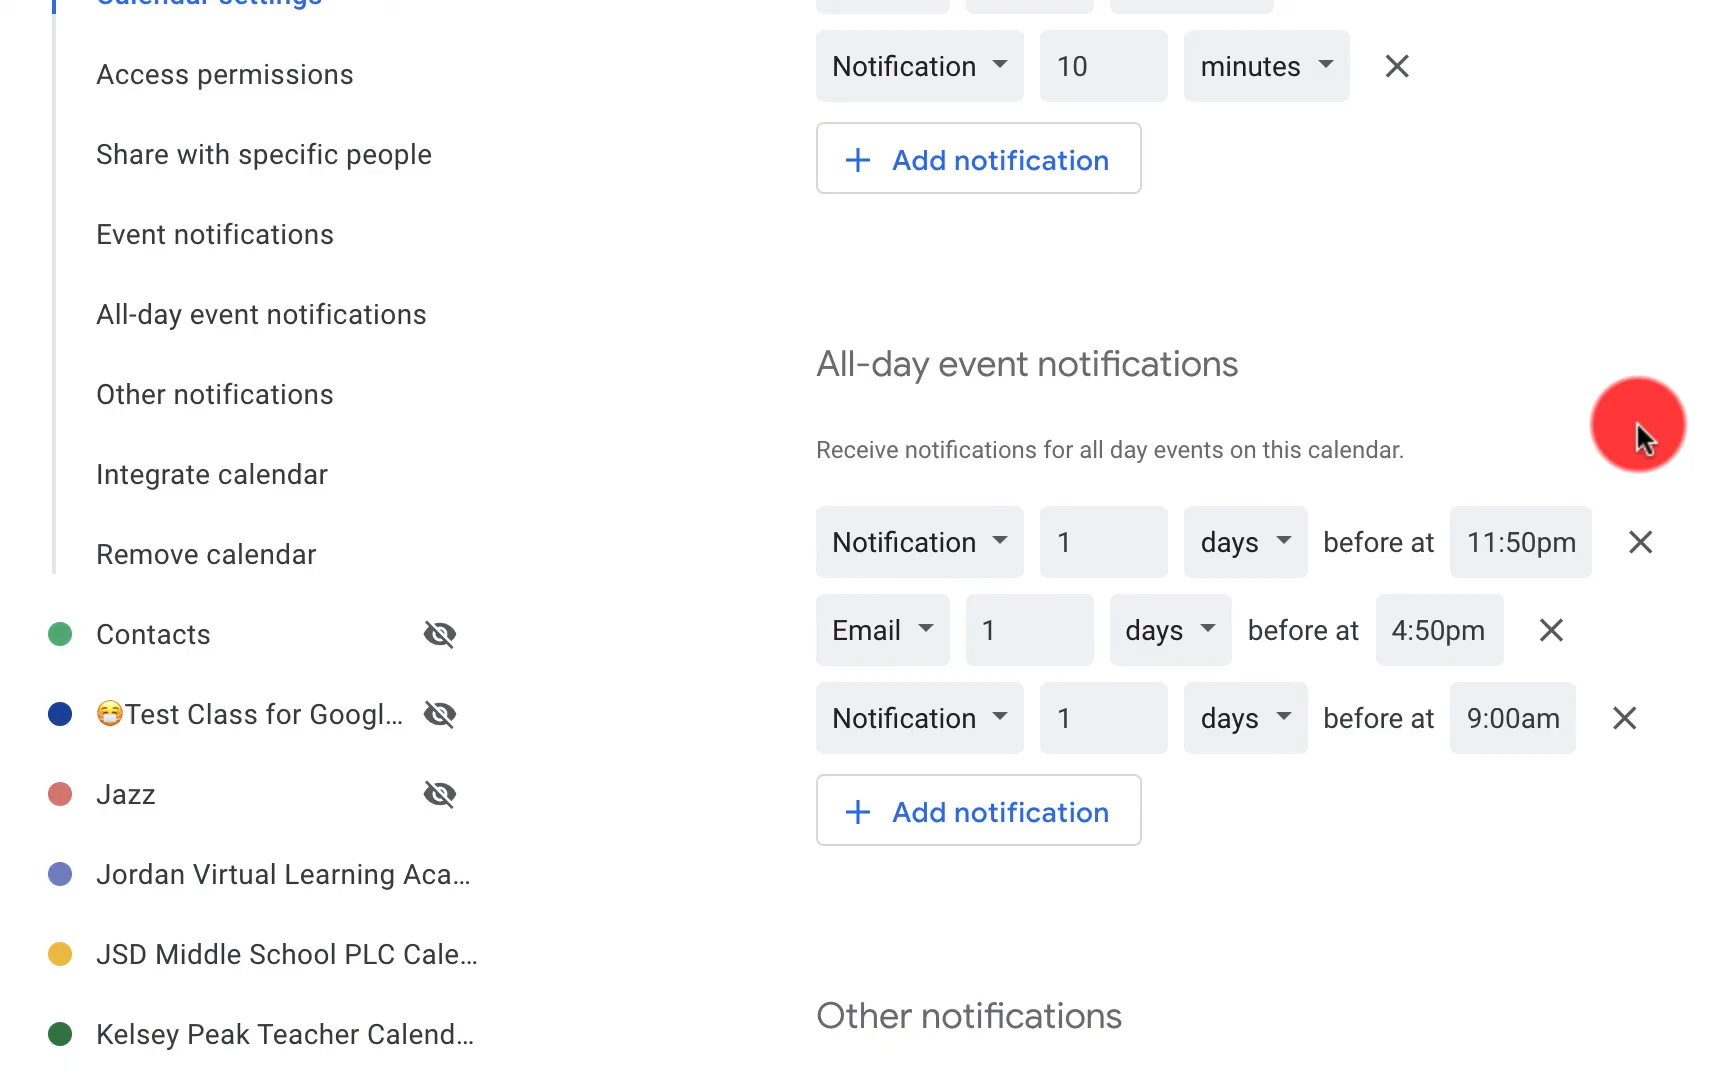 Calendar settings
Access permissions
Share with specific people
Event notifications
All-day event notifications
Other notifications
Integrate calendar
Remove calendar
Contacts
😷Test Class for Googl...
Jazz
Jordan Virtual Learning Aca...
JSD Middle School PLC Cale...
Kelsey Peak Teacher Calend...
Notification 10 minutes
+ Add notification
All-day event notifications
Receive notifications for all day events on this calendar.
Notification 1 days before at 11:50pm
Email 1 days before at 4:50pm
Notification 1 days before at 9:00am
+ Add notification
Other notifications